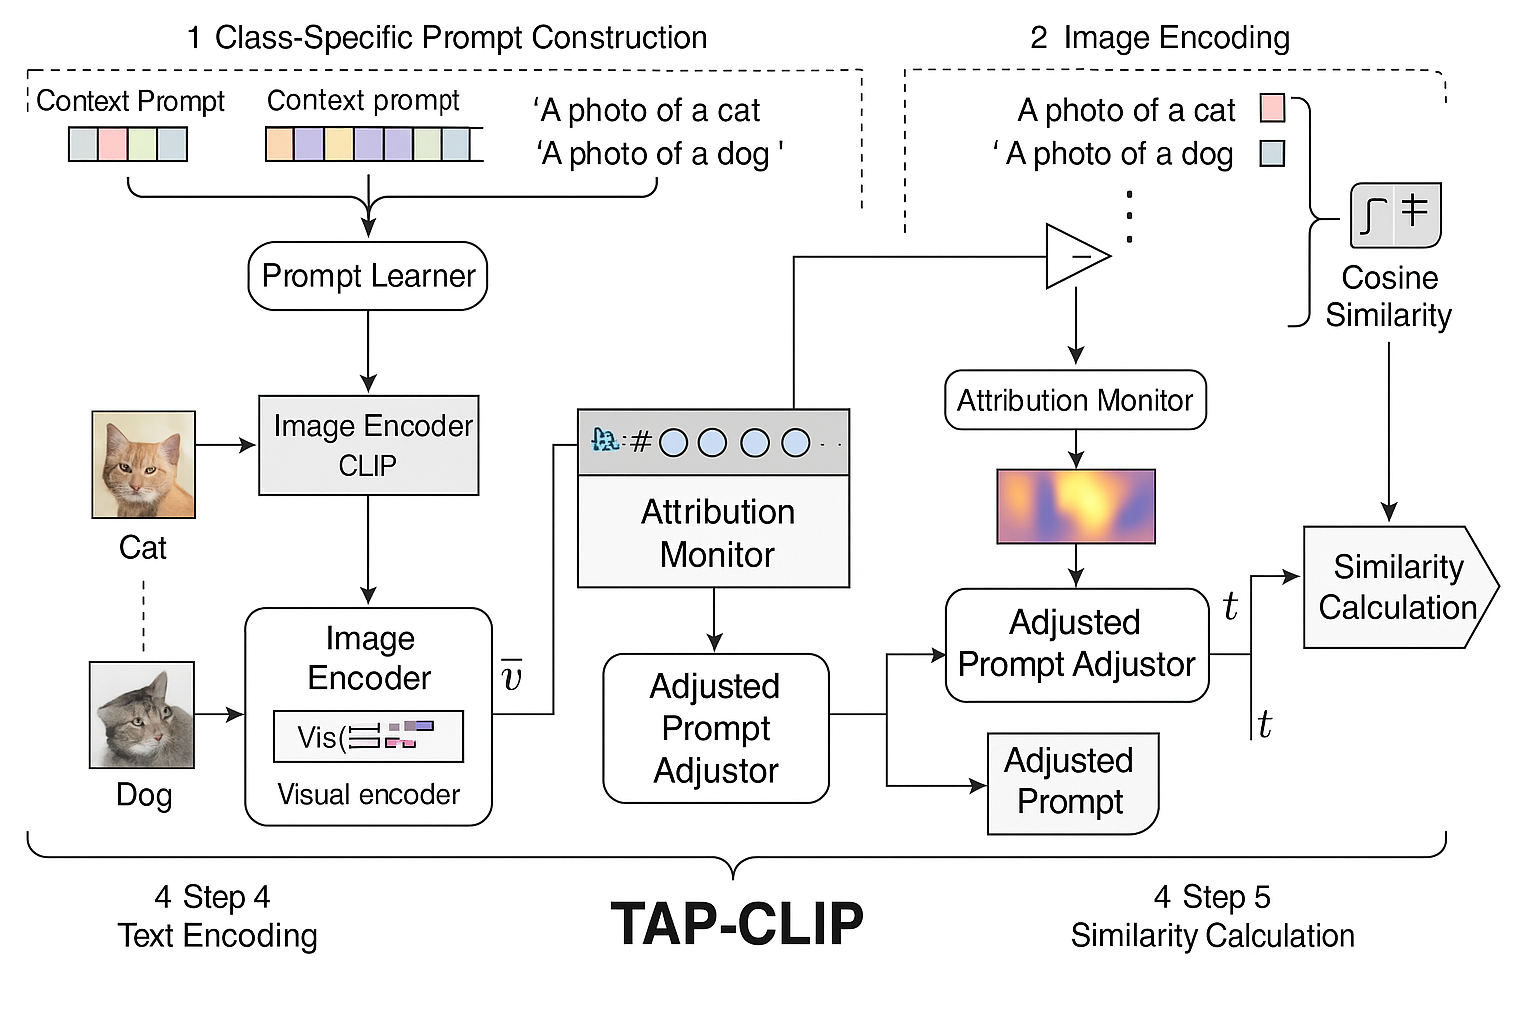 1 Class-Specific Prompt Construction
2 Image Encoding
Context Prompt
Context prompt
‘A photo of a cat
‘A photo of a dog '
A photo of a cat
‘ A photo of a dog
Prompt Learner
Cosine
Similarity
Image Encoder
CLIP
Cat
Attribution
Monitor
Attribution Monitor
Similarity
Calculation
Image
Encoder
Vis(
Visual encoder
v̅
Dog
Adjusted
Prompt
Adjustor
Adjusted
Prompt Adjustor
t
t
Adjusted
Prompt
4 Step 4
Text Encoding
TAP-CLIP
4 Step 5
Similarity Calculation